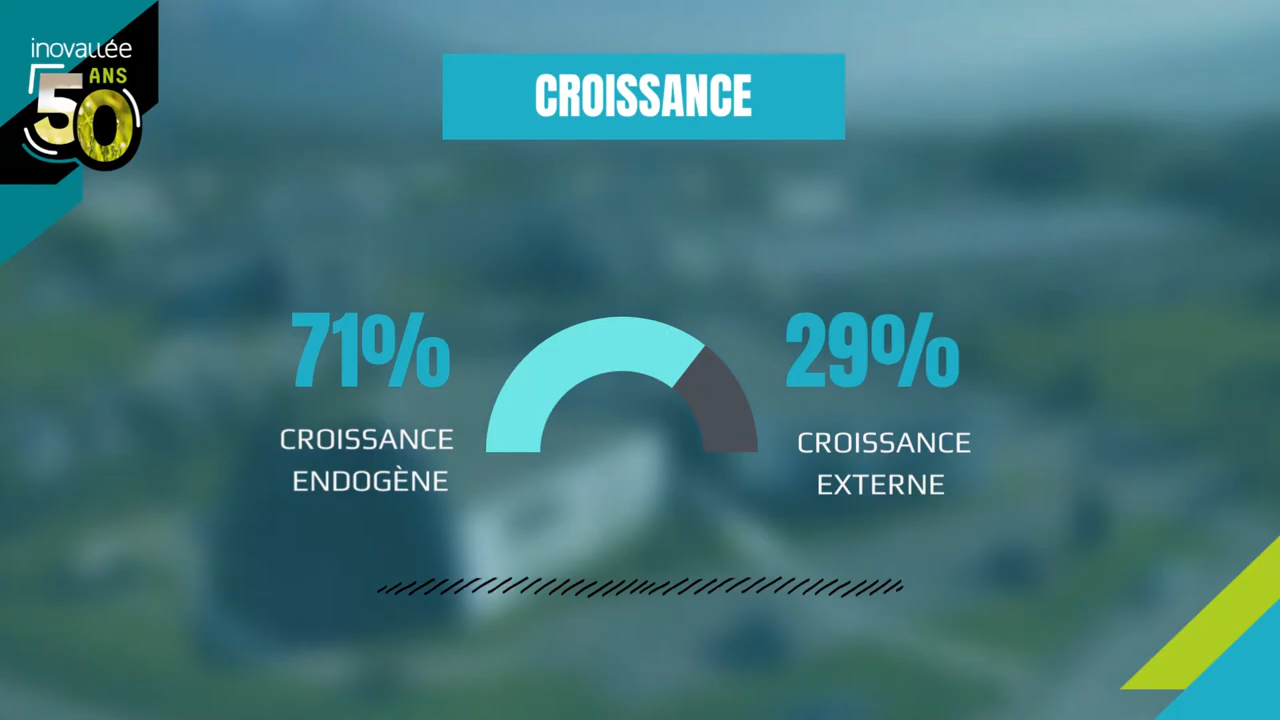 inovallée
50 ANS
CROISSANCE
71%
CROISSANCE
ENDOGÈNE
29%
CROISSANCE
EXTERNE